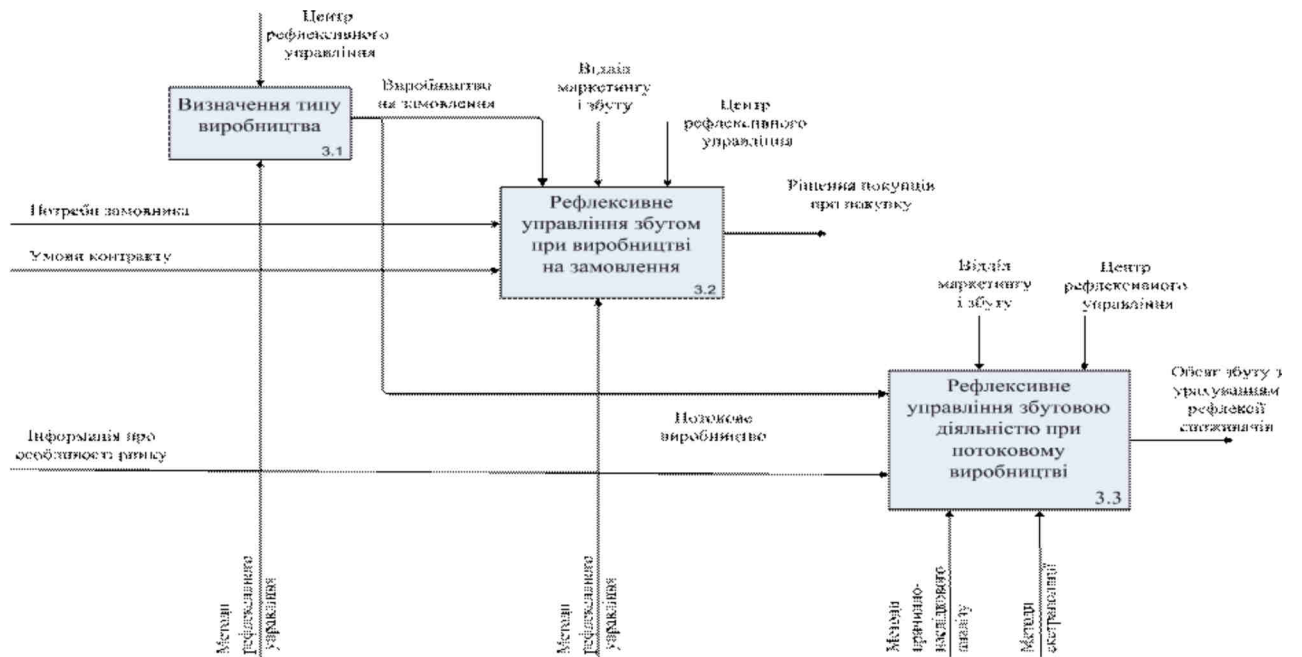 Центр
рефлексивного
управління
Визначення типу
виробництва
3.1
Виробництво
на замовлення
Відділ
маркетингу
і збуту
Центр
рефлексивного
управління
Рефлексивне
управління збутом
при виробництві
на замовлення
3.2
Потреби замовника
Умови контракту
Рішення покупця
про покупку
Відділ
маркетингу
і збуту
Центр
рефлексивного
управління
Рефлексивне
управління збутовою
діяльністю при
потоковому
виробництві
3.3
Обсяг збуту з
урахуванням
рефлексії
споживачів
Потокове
виробництво
Інформація про
особливості ринку
Методи
рефлексивного
управління
Методи
рефлексивного
управління
Методи
причинно-
наслідкового
аналізу
Методи
екстраполяції